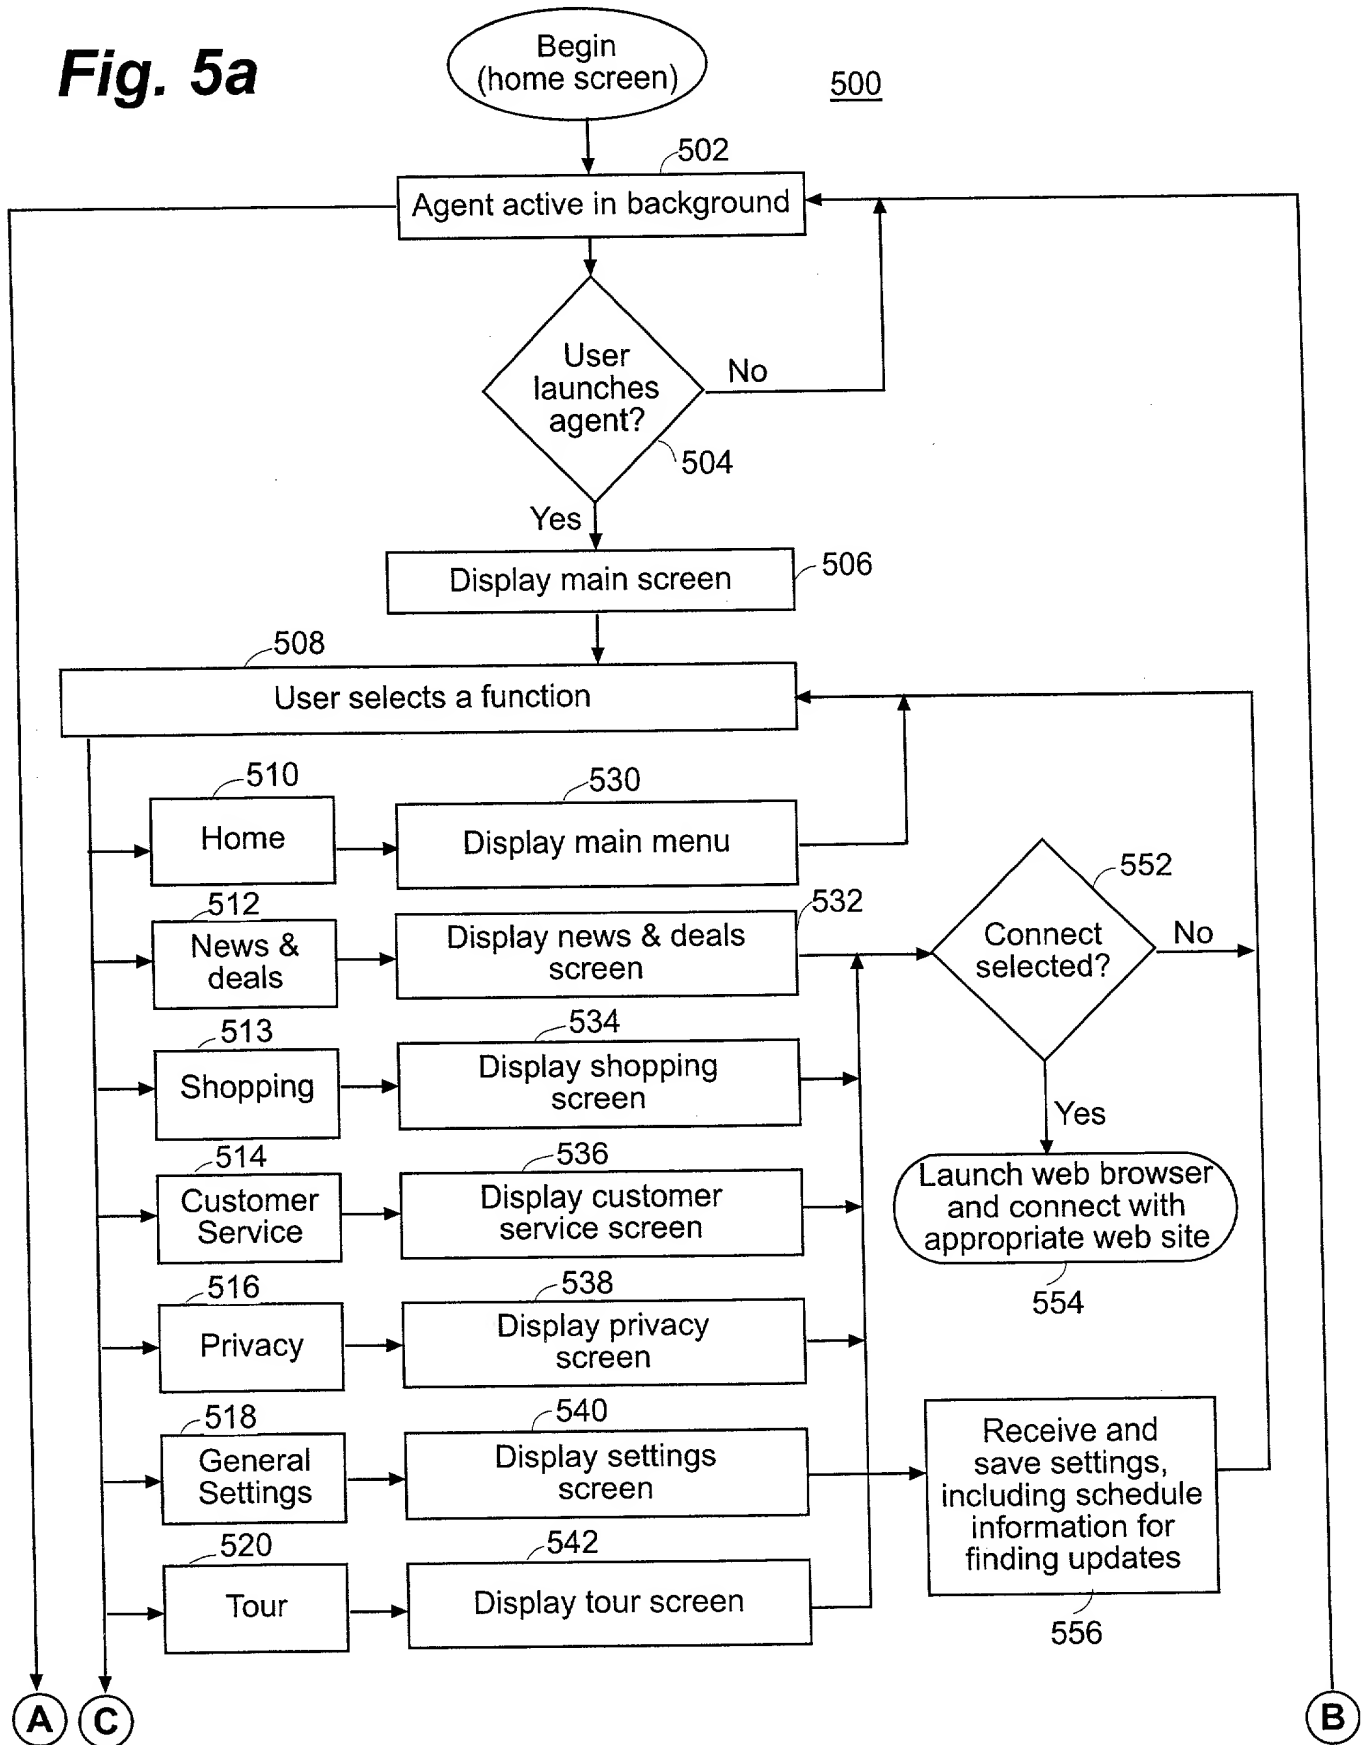 Fig. 5a
Begin
(home screen)
500
502
Agent active in background
User
launches
agent?
No
504
Yes
Display main screen
506
508
User selects a function
510
Home
530
Display main menu
512
News &
deals
532
Display news & deals
screen
552
Connect
selected?
No
513
Shopping
534
Display shopping
screen
Yes
514
Customer
Service
536
Display customer
service screen
Launch web browser
and connect with
appropriate web site
554
516
Privacy
538
Display privacy
screen
518
General
Settings
540
Display settings
screen
Receive and
save settings,
including schedule
information for
finding updates
556
520
Tour
542
Display tour screen
A
C
B